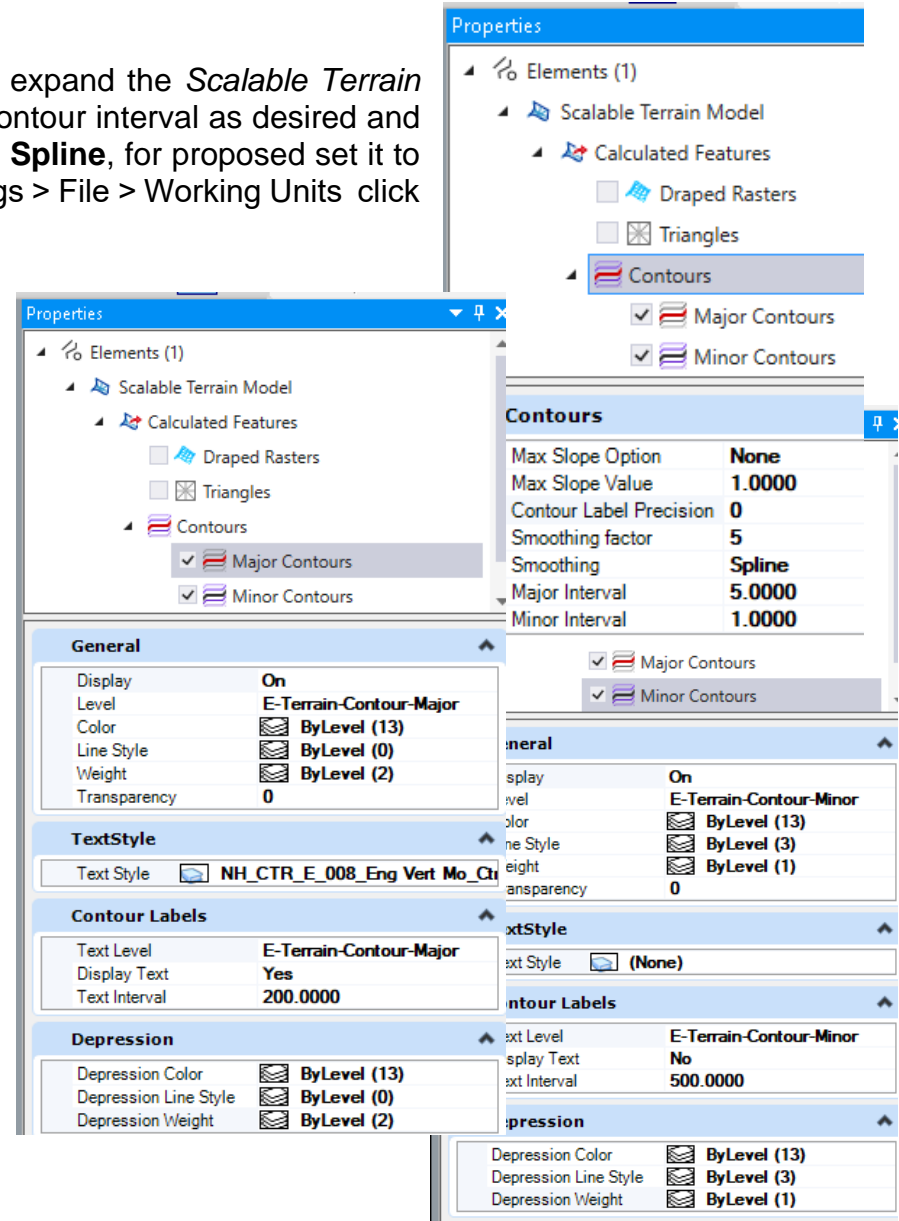 expand the Scalable Terrain
ontour interval as desired and
Spline, for proposed set it to
gs > File > Working Units click
Properties
Elements (1)
Scalable Terrain Model
Calculated Features
Draped Rasters
Triangles
Contours
Major Contours
Minor Contours
Contours
Max Slope Option None
Max Slope Value 1.0000
Contour Label Precision 0
Smoothing factor 5
Smoothing Spline
Major Interval 5.0000
Minor Interval 1.0000
Properties
Elements (1)
Scalable Terrain Model
Calculated Features
Draped Rasters
Triangles
Contours
Major Contours
Minor Contours
General
Display On
Level E-Terrain-Contour-Major
Color ByLevel (13)
Line Style ByLevel (0)
Weight ByLevel (2)
Transparency 0
TextStyle
Text Style NH_CTR_E_008_Eng Vert Mo_Ctr
Contour Labels
Text Level E-Terrain-Contour-Major
Display Text Yes
Text Interval 200.0000
Depression
Depression Color ByLevel (13)
Depression Line Style ByLevel (0)
Depression Weight ByLevel (2)
Major Contours
Minor Contours
eneral
isplay On
evel E-Terrain-Contour-Minor
olor ByLevel (13)
ne Style ByLevel (3)
eight ByLevel (1)
ansparency 0
extStyle
ext Style (None)
ontour Labels
ext Level E-Terrain-Contour-Minor
isplay Text No
ext Interval 500.0000
epression
Depression Color ByLevel (13)
Depression Line Style ByLevel (3)
Depression Weight ByLevel (1)